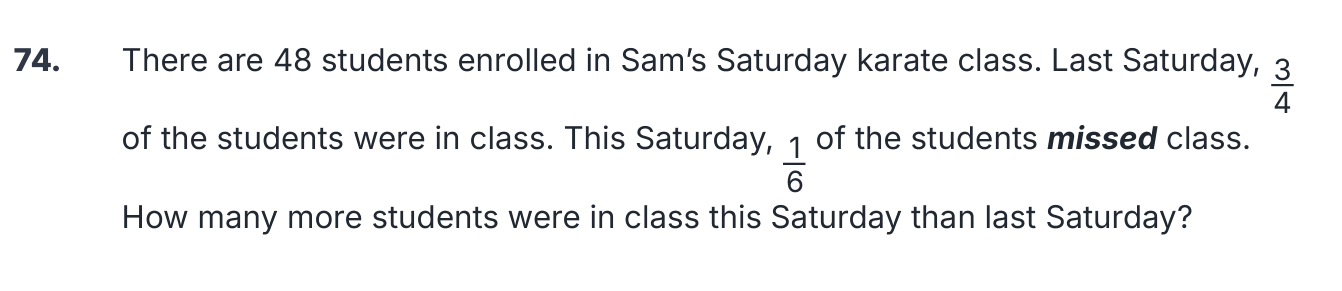 74. There are 48 students enrolled in Sam's Saturday karate class. Last Saturday, 3/4
of the students were in class. This Saturday, 1/6 of the students missed class.
How many more students were in class this Saturday than last Saturday?